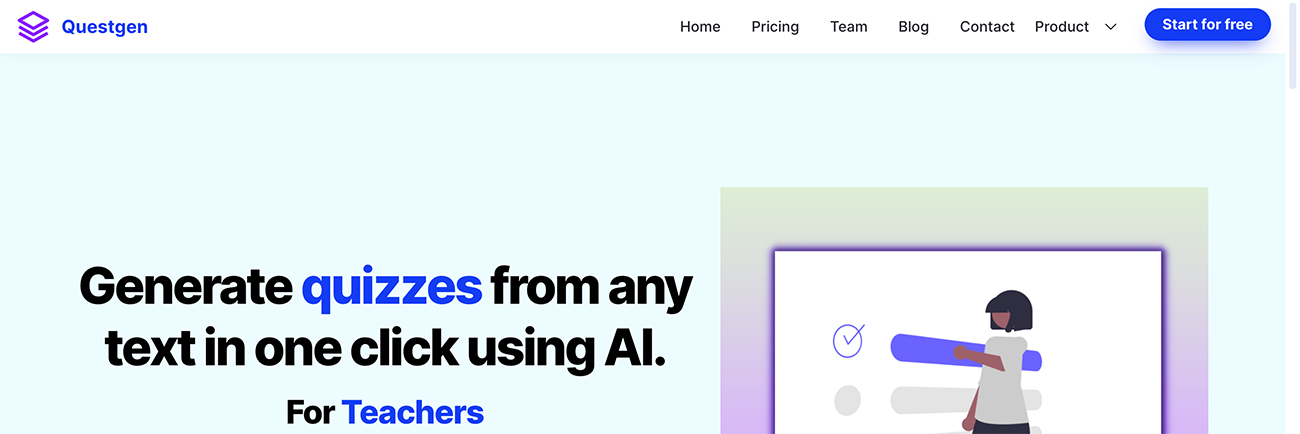 Questgen
Home Pricing Team Blog Contact Product Start for free
Generate quizzes from any
text in one click using AI.
For Teachers